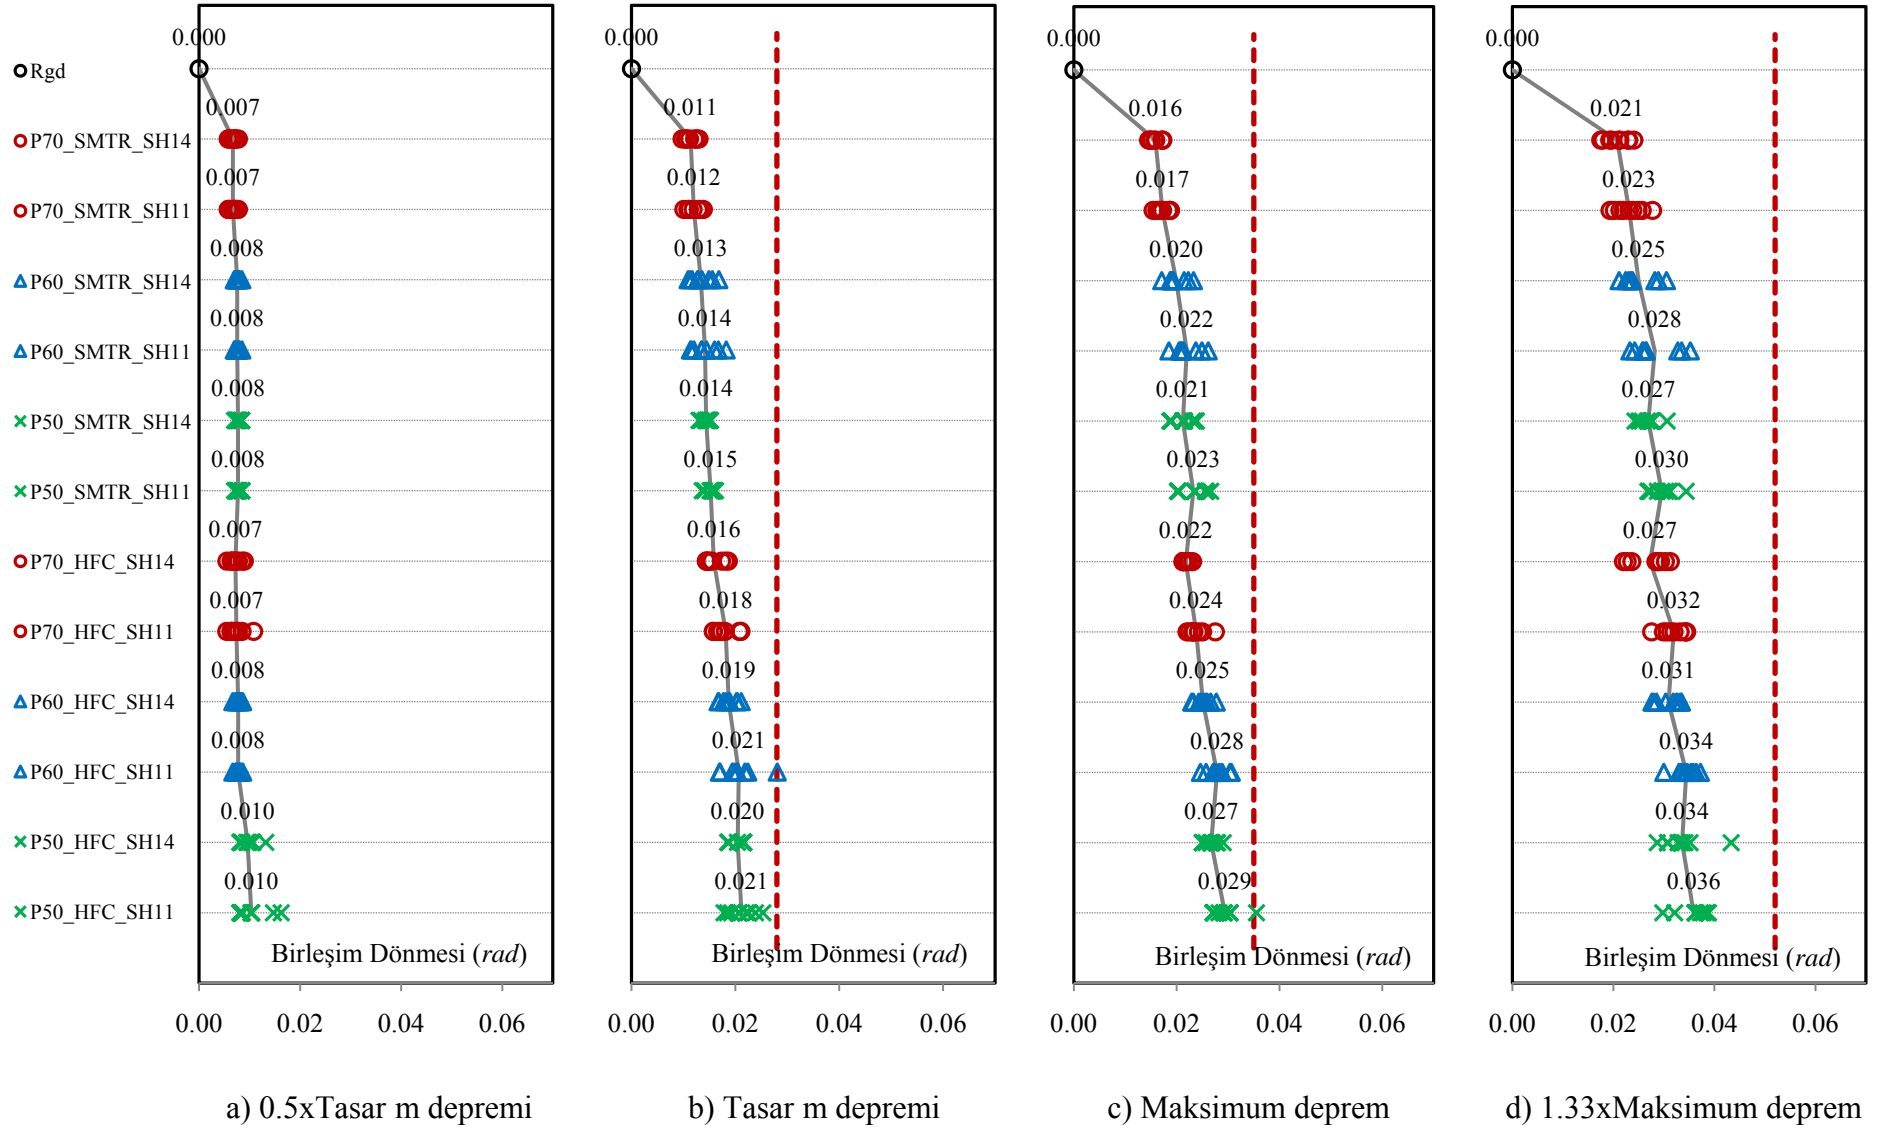 0.000 0.000 0.000 0.000
Rgd
0.007 0.011 0.016 0.021
P70_SMTR_SH14
0.007 0.012 0.017 0.023
P70_SMTR_SH11
0.008 0.013 0.020 0.025
P60_SMTR_SH14
0.008 0.014 0.022 0.028
P60_SMTR_SH11
0.008 0.014 0.021 0.027
P50_SMTR_SH14
0.008 0.015 0.023 0.030
P50_SMTR_SH11
0.007 0.016 0.022 0.027
P70_HFC_SH14
0.007 0.018 0.024 0.032
P70_HFC_SH11
0.008 0.019 0.025 0.031
P60_HFC_SH14
0.008 0.021 0.028 0.034
P60_HFC_SH11
0.010 0.020 0.027 0.034
P50_HFC_SH14
0.010 0.021 0.029 0.036
P50_HFC_SH11
Birleşim Dönmesi (rad) Birleşim Dönmesi (rad) Birleşim Dönmesi (rad) Birleşim Dönmesi (rad)
0.00 0.02 0.04 0.06 0.00 0.02 0.04 0.06 0.00 0.02 0.04 0.06 0.00 0.02 0.04 0.06
a) 0.5xTasar m depremi b) Tasar m depremi c) Maksimum deprem d) 1.33xMaksimum deprem